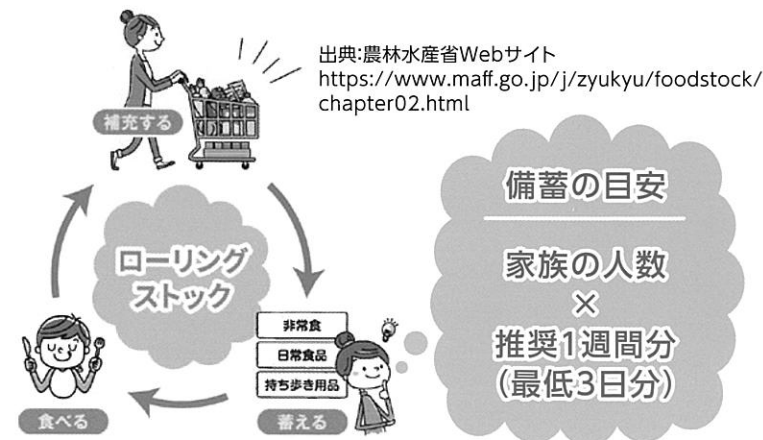 出典:農林水産省Webサイト
https://www.maff.go.jp/j/zyukyu/foodstock/
chapter02.html
補充する
ローリング
ストック
非常食
日常食品
持ち歩き用品
蓄える
食べる
備蓄の目安
家族の人数
×
推奨1週間分
(最低3日分)